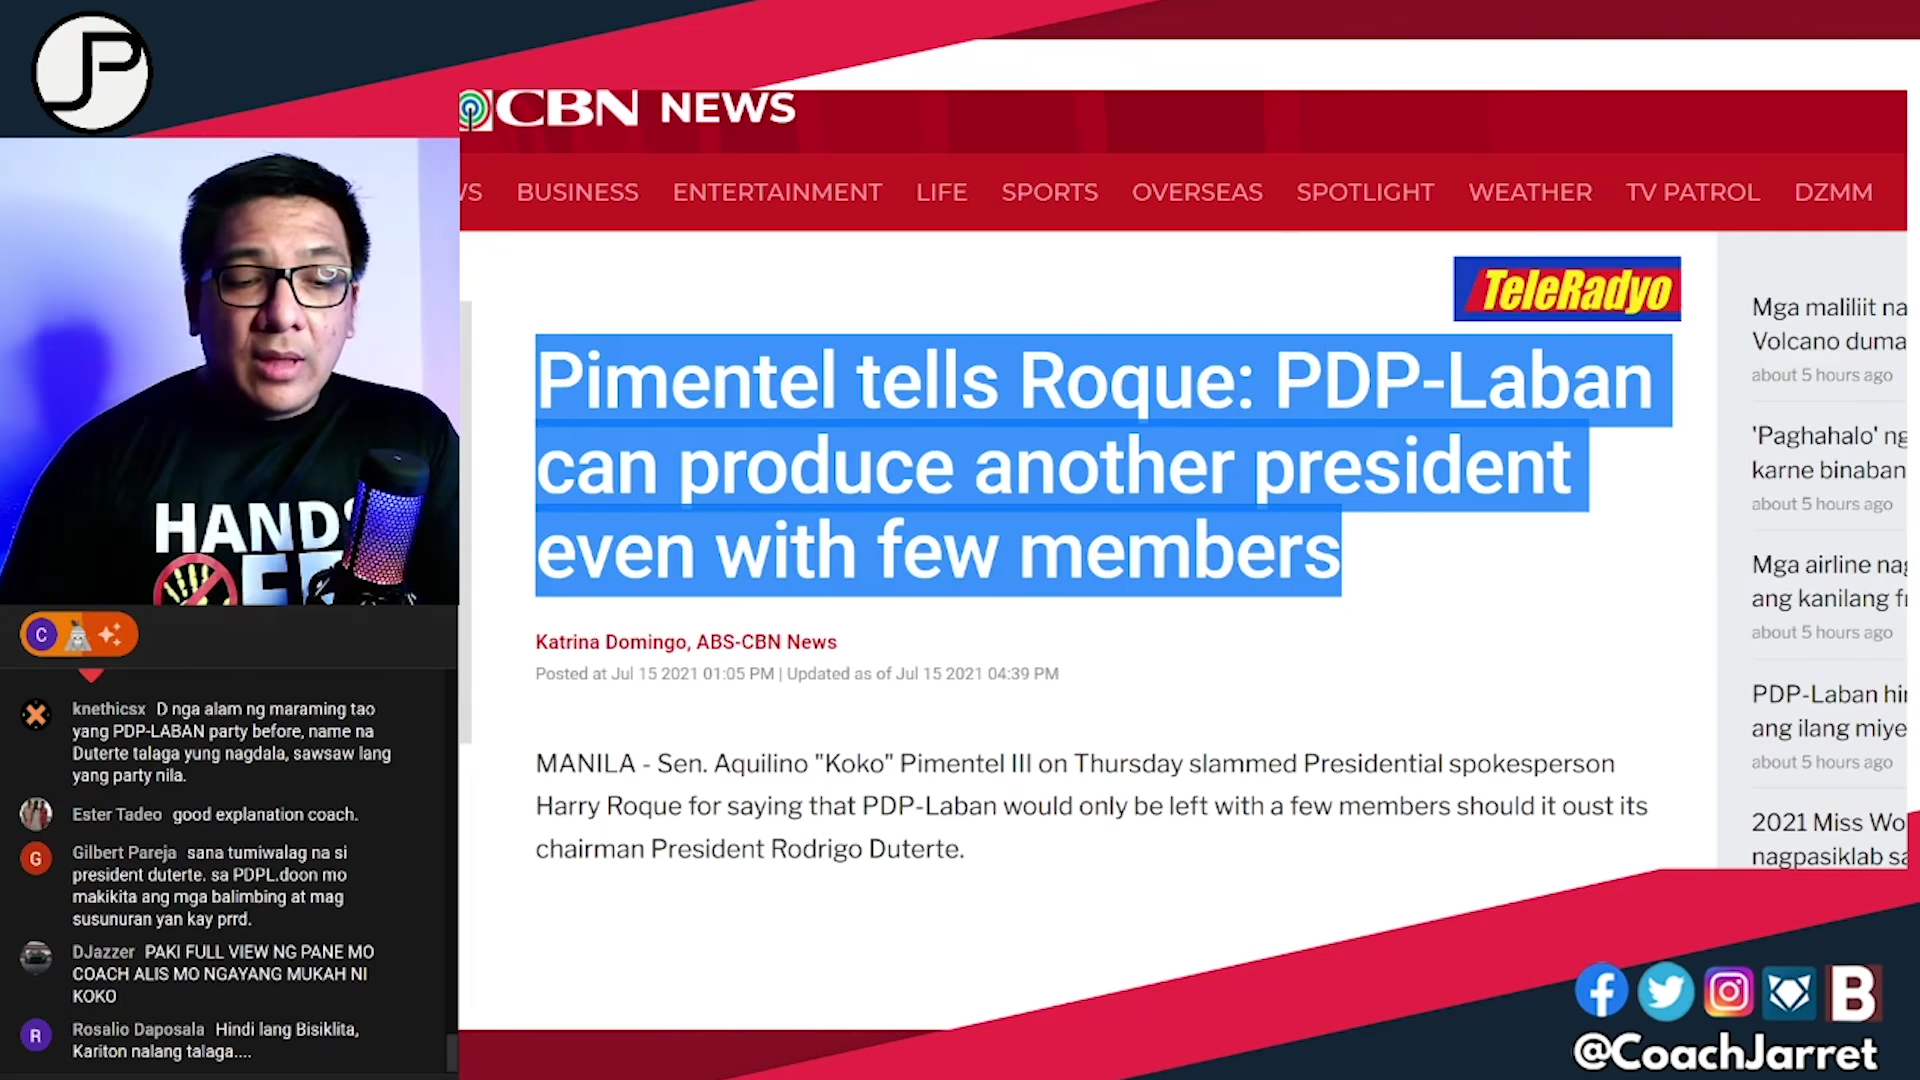 JP
CBN NEWS
BUSINESS ENTERTAINMENT LIFE SPORTS OVERSEAS SPOTLIGHT WEATHER TV PATROL DZMM
TeleRadyo
Pimentel tells Roque: PDP-Laban
can produce another president
even with few members
Katrina Domingo, ABS-CBN News
Posted at Jul 15 2021 01:05 PM | Updated as of Jul 15 2021 04:39 PM
MANILA - Sen. Aquilino "Koko" Pimentel III on Thursday slammed Presidential spokesperson
Harry Roque for saying that PDP-Laban would only be left with a few members should it oust its
chairman President Rodrigo Duterte.
Mga maliliit na
Volcano duma
about 5 hours ago
'Paghahalo' ng
karne binaban
about 5 hours ago
Mga airline nag
ang kanilang f
about 5 hours ago
PDP-Laban hi
ang ilang miye
about 5 hours ago
2021 Miss Wo
nagpasiklab sa
HANDS
C
knethicsx D nga alam ng maraming tao
yang PDP-LABAN party before, name na
Duterte talaga yung nagdala, sawsaw lang
yang party nila.
Ester Tadeo good explanation coach.
G
Gilbert Pareja sana tumiwalag na si
president duterte. sa PDPL.doon mo
makikita ang mga balimbing at mag
susunuran yan kay prrd.
DJazzer PAKI FULL VIEW NG PANE MO
COACH ALIS MO NGAYANG MUKAH NI
KOKO
R
Rosalio Daposala Hindi lang Bisiklita,
Kariton nalang talaga....
B
@CoachJarret